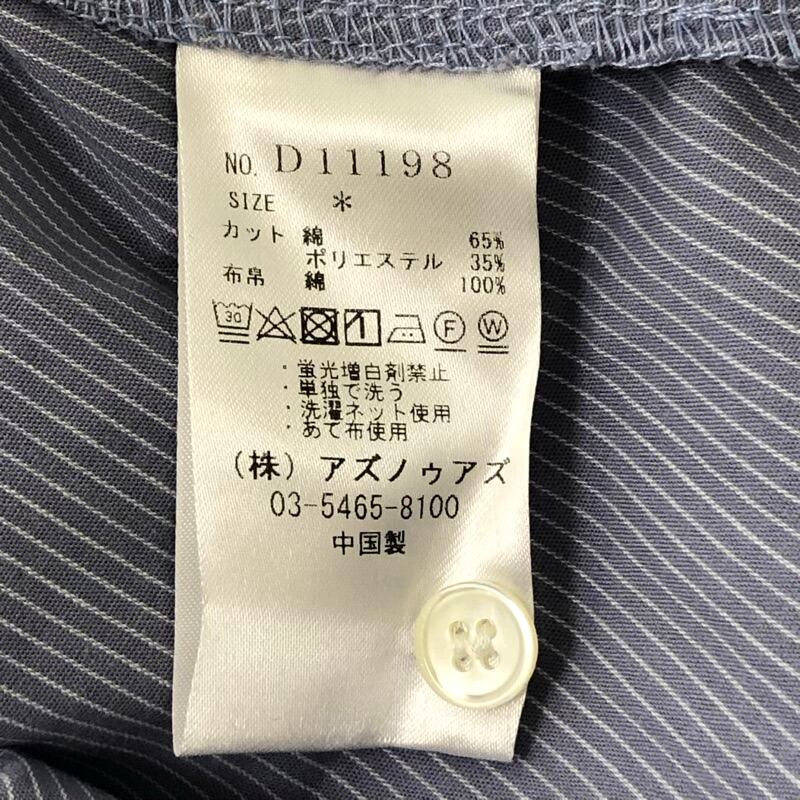 NO. D11198
SIZE *
カット 綿 65%
ポリエステル 35%
布帛 綿 100%
30 F W
・蛍光増白剤禁止
・単独で洗う
・洗濯ネット使用
・あて布使用
(株) アズノゥアズ
03-5465-8100
中国製